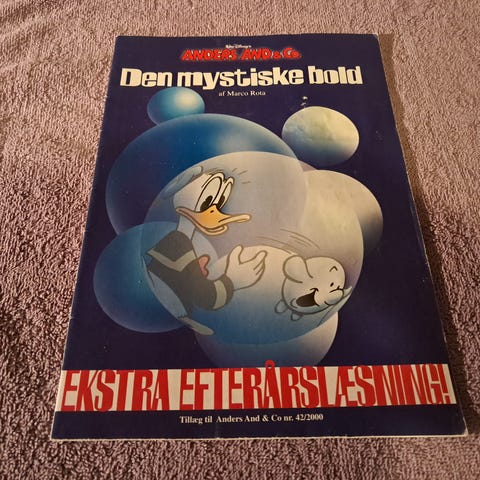 Walt Disney's
ANDERS AND & Co.
Den mystiske bold
af Marco Rota
EKSTRA EFTERÅRSLÆSNING!
Tillæg til Anders And & Co nr. 42/2000